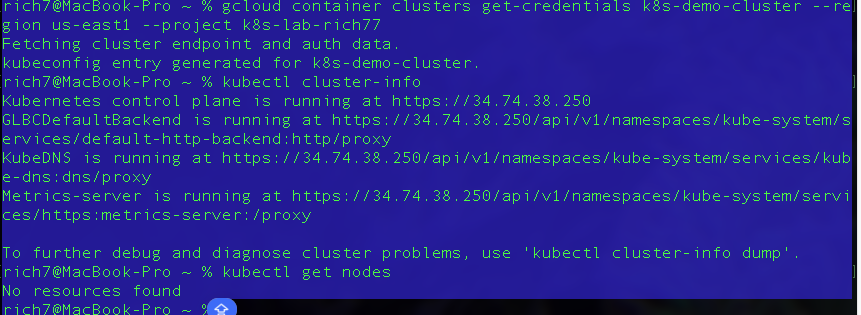 rich7@MacBook-Pro ~ % gcloud container clusters get-credentials k8s-demo-cluster --re]
gion us-east1 --project k8s-lab-rich77
Fetching cluster endpoint and auth data.
kubeconfig entry generated for k8s-demo-cluster.
[rich7@MacBook-Pro ~ % kubectl cluster-info ]
Kubernetes control plane is running at https://34.74.38.250
GLBCDefaultBackend is running at https://34.74.38.250/api/v1/namespaces/kube-system/s
ervices/default-http-backend:http/proxy
KubeDNS is running at https://34.74.38.250/api/v1/namespaces/kube-system/services/kub
e-dns:dns/proxy
Metrics-server is running at https://34.74.38.250/api/v1/namespaces/kube-system/servi
ces/https:metrics-server:/proxy
To further debug and diagnose cluster problems, use 'kubectl cluster-info dump'.
[rich7@MacBook-Pro ~ % kubectl get nodes ]
No resources found
rich7@MacBook-Pro ~ %